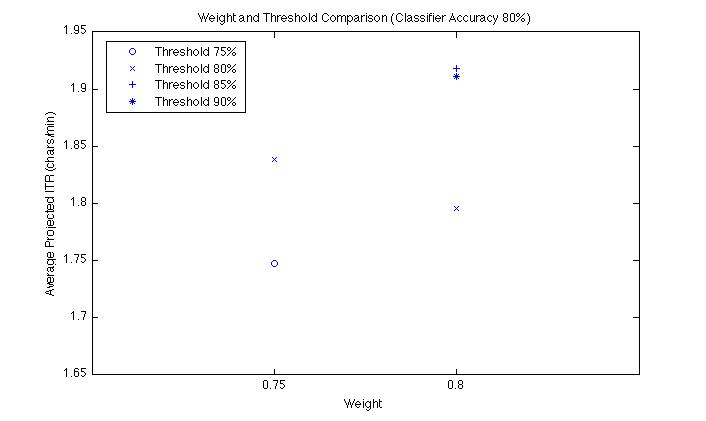 Weight and Threshold Comparison (Classifier Accuracy 80%)
1.95
Threshold 75%
Threshold 80%
Threshold 85%
Threshold 90%
1.9
1.85
1.8
1.75
1.7
1.65
Average Projected ITR (chars/min)
0.75
0.8
Weight